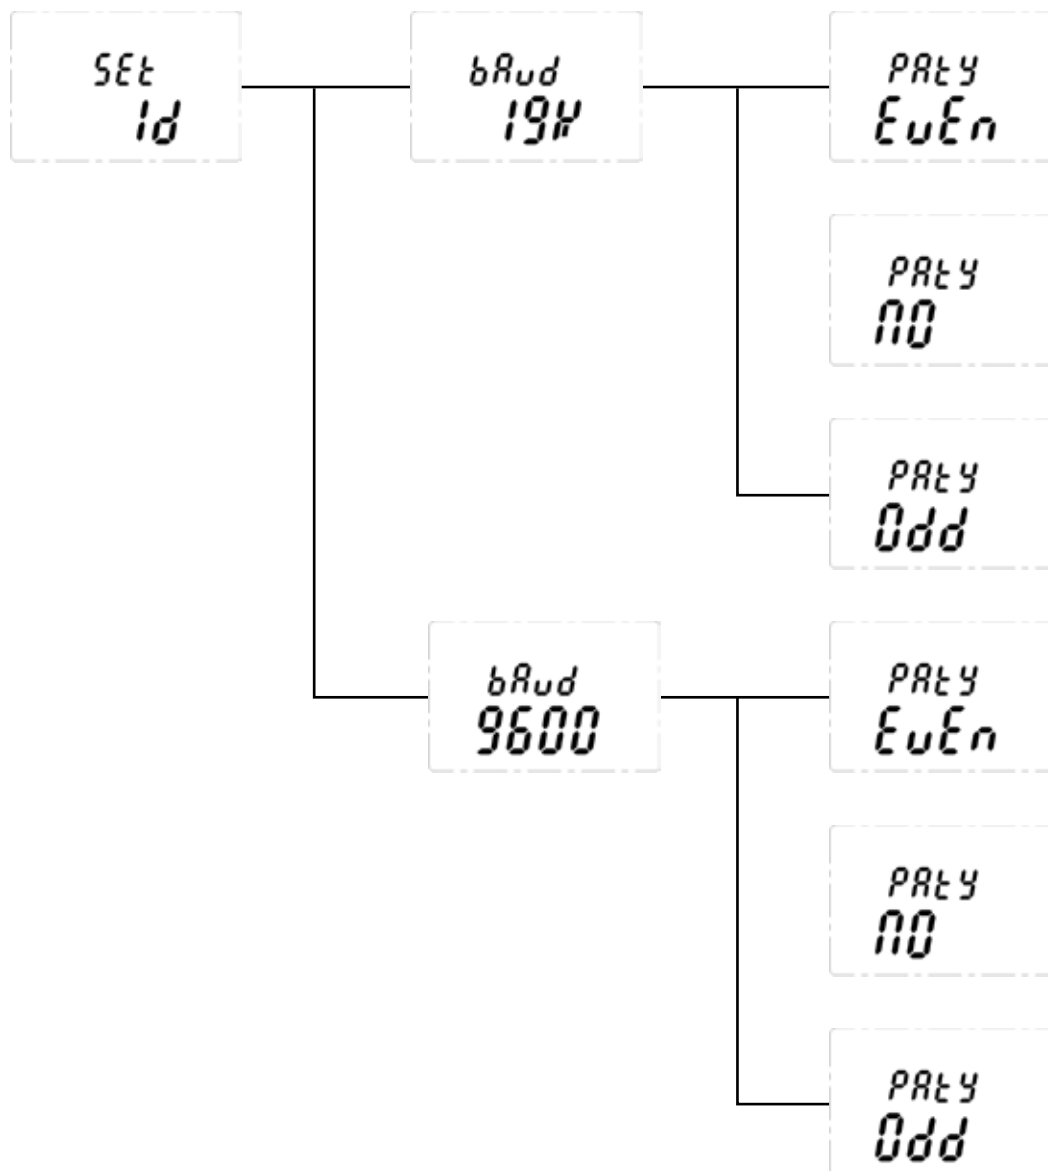 SEt
Id
bAud
19K
PAtY
EvEn
PAtY
NO
PAtY
Odd
bAud
9600
PAtY
EvEn
PAtY
NO
PAtY
Odd